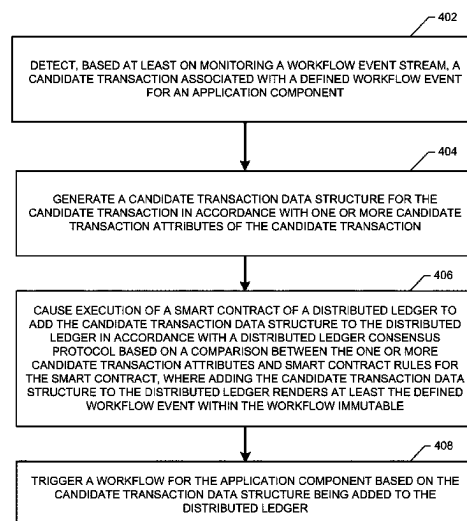 402
DETECT, BASED AT LEAST ON MONITORING A WORKFLOW EVENT STREAM, A
CANDIDATE TRANSACTION ASSOCIATED WITH A DEFINED WORKFLOW EVENT
FOR AN APPLICATION COMPONENT
404
GENERATE A CANDIDATE TRANSACTION DATA STRUCTURE FOR THE
CANDIDATE TRANSACTION IN ACCORDANCE WITH ONE OR MORE CANDIDATE
TRANSACTION ATTRIBUTES OF THE CANDIDATE TRANSACTION
406
CAUSE EXECUTION OF A SMART CONTRACT OF A DISTRIBUTED LEDGER TO
ADD THE CANDIDATE TRANSACTION DATA STRUCTURE TO THE DISTRIBUTED
LEDGER IN ACCORDANCE WITH A DISTRIBUTED LEDGER CONSENSUS
PROTOCOL BASED ON A COMPARISON BETWEEN THE ONE OR MORE
CANDIDATE TRANSACTION ATTRIBUTES AND SMART CONTRACT RULES FOR
THE SMART CONTRACT, WHERE ADDING THE CANDIDATE TRANSACTION DATA
STRUCTURE TO THE DISTRIBUTED LEDGER RENDERS AT LEAST THE DEFINED
WORKFLOW EVENT WITHIN THE WORKFLOW IMMUTABLE
408
TRIGGER A WORKFLOW FOR THE APPLICATION COMPONENT BASED ON THE
CANDIDATE TRANSACTION DATA STRUCTURE BEING ADDED TO THE
DISTRIBUTED LEDGER